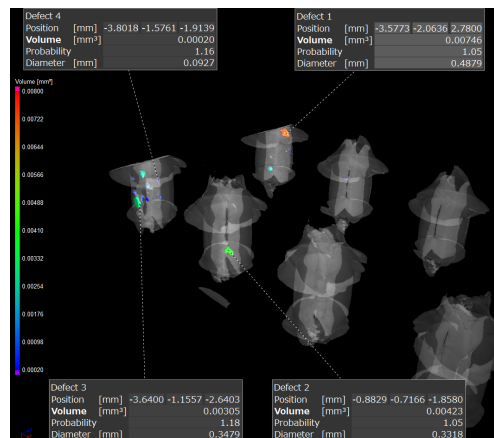 Defect 4
Position [mm] -3.8018 -1.5761 -1.9139
Volume [mm³] 0.00020
Probability 1.16
Diameter [mm] 0.0927
Defect 1
Position [mm] -3.5773 -2.0636 2.7800
Volume [mm³] 0.00746
Probability 1.05
Diameter [mm] 0.4879
Volume [mm³]
0.00800
0.00722
0.00644
0.00566
0.00488
0.00410
0.00332
0.00254
0.00176
0.00098
0.00020
Defect 3
Position [mm] -3.6400 -1.1557 -2.6403
Volume [mm³] 0.00305
Probability 1.18
Diameter [mm] 0.3479
Defect 2
Position [mm] -0.8829 -0.7166 -1.8580
Volume [mm³] 0.00423
Probability 1.05
Diameter [mm] 0.3318